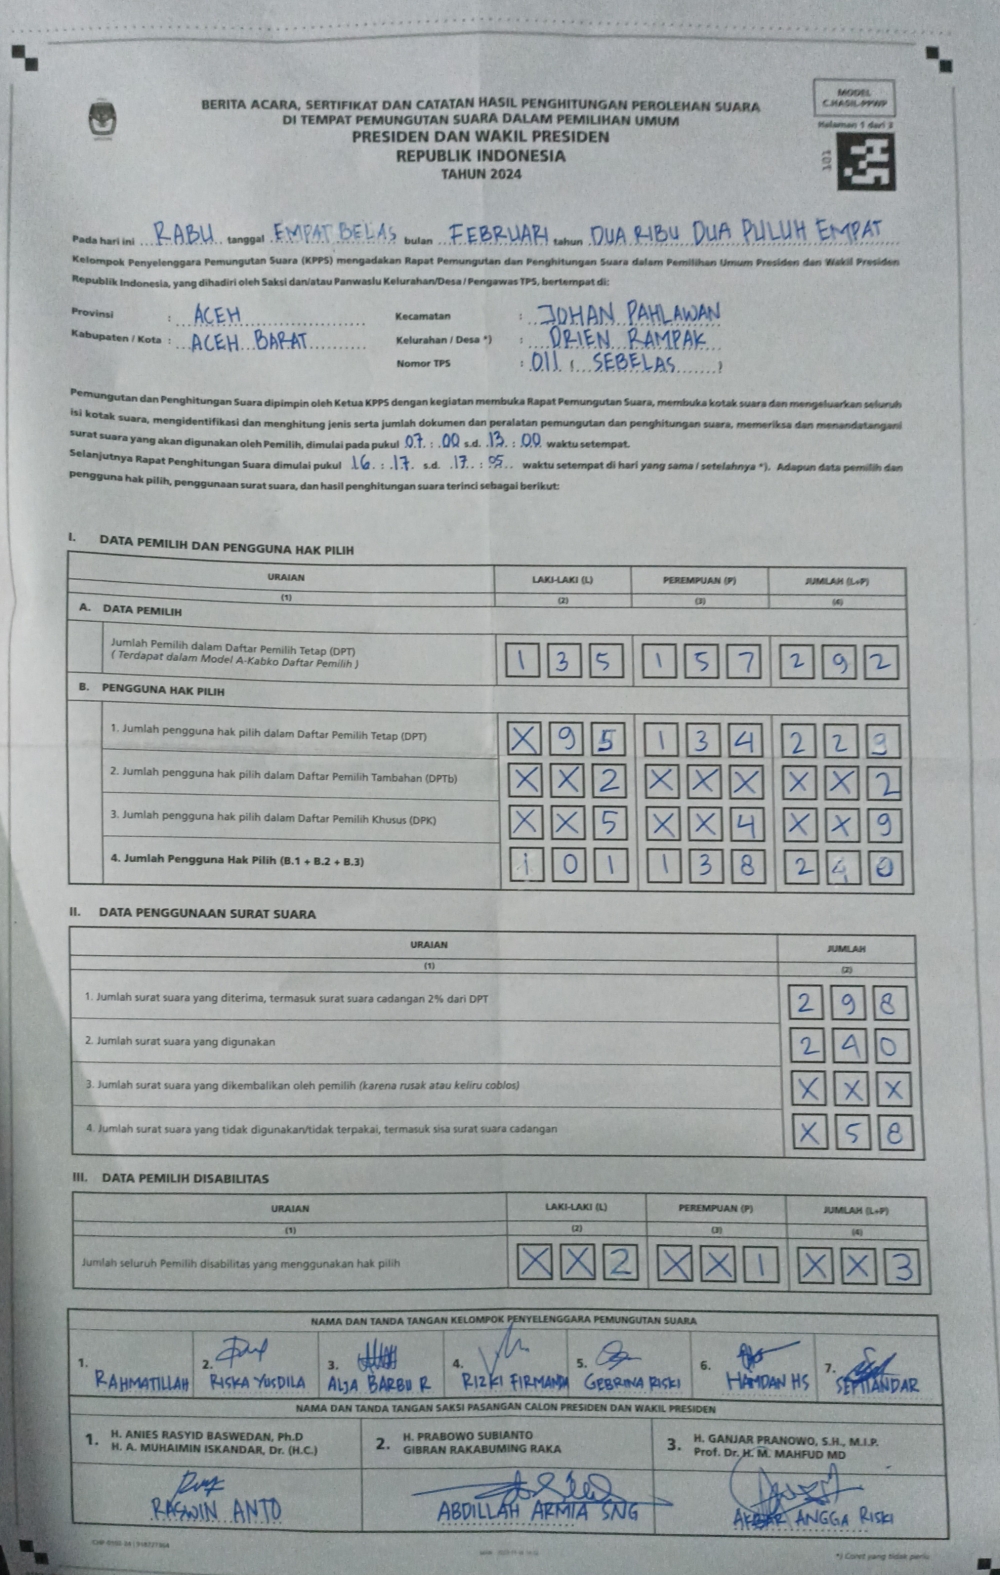 MODEL
C.HASIL-PPWP
Halaman 1 dari 3
101
BERITA ACARA, SERTIFIKAT DAN CATATAN HASIL PENGHITUNGAN PEROLEHAN SUARA
DI TEMPAT PEMUNGUTAN SUARA DALAM PEMILIHAN UMUM
PRESIDEN DAN WAKIL PRESIDEN
REPUBLIK INDONESIA
TAHUN 2024
Pada hari ini RABU tanggal EMPAT BELAS bulan FEBRUARI tahun DUA RIBU DUA PULUH EMPAT
Kelompok Penyelenggara Pemungutan Suara (KPPS) mengadakan Rapat Pemungutan dan Penghitungan Suara dalam Pemilihan Umum Presiden dan Wakil Presiden
Republik Indonesia, yang dihadiri oleh Saksi dan/atau Panwaslu Kelurahan/Desa / Pengawas TPS, bertempat di:
Provinsi : ACEH Kecamatan : JOHAN PAHLAWAN
Kabupaten / Kota : ACEH BARAT Kelurahan / Desa *) : DRIEN RAMPAK
Nomor TPS : 011 ( SEBELAS )
Pemungutan dan Penghitungan Suara dipimpin oleh Ketua KPPS dengan kegiatan membuka Rapat Pemungutan Suara, membuka kotak suara dan mengeluarkan seluruh
isi kotak suara, mengidentifikasi dan menghitung jenis serta jumlah dokumen dan peralatan pemungutan dan penghitungan suara, memeriksa dan menandatangani
surat suara yang akan digunakan oleh Pemilih, dimulai pada pukul 07 : 00 s.d. 13 : 00 waktu setempat.
Selanjutnya Rapat Penghitungan Suara dimulai pukul 16 : 17 s.d. 17 : 05 waktu setempat di hari yang sama / setelahnya *). Adapun data pemilih dan
pengguna hak pilih, penggunaan surat suara, dan hasil penghitungan suara terinci sebagai berikut:
I. DATA PEMILIH DAN PENGGUNA HAK PILIH
URAIAN LAKI-LAKI (L) PEREMPUAN (P) JUMLAH (L+P)
(1) (2) (3) (4)
A. DATA PEMILIH
Jumlah Pemilih dalam Daftar Pemilih Tetap (DPT) 1 3 5 1 5 7 2 9 2
( Terdapat dalam Model A-Kabko Daftar Pemilih )
B. PENGGUNA HAK PILIH
1. Jumlah pengguna hak pilih dalam Daftar Pemilih Tetap (DPT) X 9 5 1 3 4 2 2 9
2. Jumlah pengguna hak pilih dalam Daftar Pemilih Tambahan (DPTb) X X 2 X X X X X 2
3. Jumlah pengguna hak pilih dalam Daftar Pemilih Khusus (DPK) X X 5 X X 4 X X 9
4. Jumlah Pengguna Hak Pilih (B.1 + B.2 + B.3) 1 0 1 1 3 8 2 4 0
II. DATA PENGGUNAAN SURAT SUARA
URAIAN JUMLAH
(1) (2)
1. Jumlah surat suara yang diterima, termasuk surat suara cadangan 2% dari DPT 2 9 8
2. Jumlah surat suara yang digunakan 2 4 0
3. Jumlah surat suara yang dikembalikan oleh pemilih (karena rusak atau keliru coblos) X X X
4. Jumlah surat suara yang tidak digunakan/tidak terpakai, termasuk sisa surat suara cadangan X 5 8
III. DATA PEMILIH DISABILITAS
URAIAN LAKI-LAKI (L) PEREMPUAN (P) JUMLAH (L+P)
(1) (2) (3) (4)
Jumlah seluruh Pemilih disabilitas yang menggunakan hak pilih X X 2 X X 1 X X 3
NAMA DAN TANDA TANGAN KELOMPOK PENYELENGGARA PEMUNGUTAN SUARA
1. 2. 3. 4. 5. 6. 7.
RAHMATILLAH RISKA YUSDILA ALJA BARBU R RIZKI FIRMANDA GEBRINA RISKI HAMDAN HS SEPTIANDAR
NAMA DAN TANDA TANGAN SAKSI PASANGAN CALON PRESIDEN DAN WAKIL PRESIDEN
1. H. ANIES RASYID BASWEDAN, Ph.D
H. A. MUHAIMIN ISKANDAR, Dr. (H.C.)
2. H. PRABOWO SUBIANTO
GIBRAN RAKABUMING RAKA
3. H. GANJAR PRANOWO, S.H., M.I.P.
Prof. Dr. H. M. MAHFUD MD
RASWIN ANTO ABDILLAH ARMIA SNG AKBAR ANGGA RISKI
*) Coret yang tidak perlu